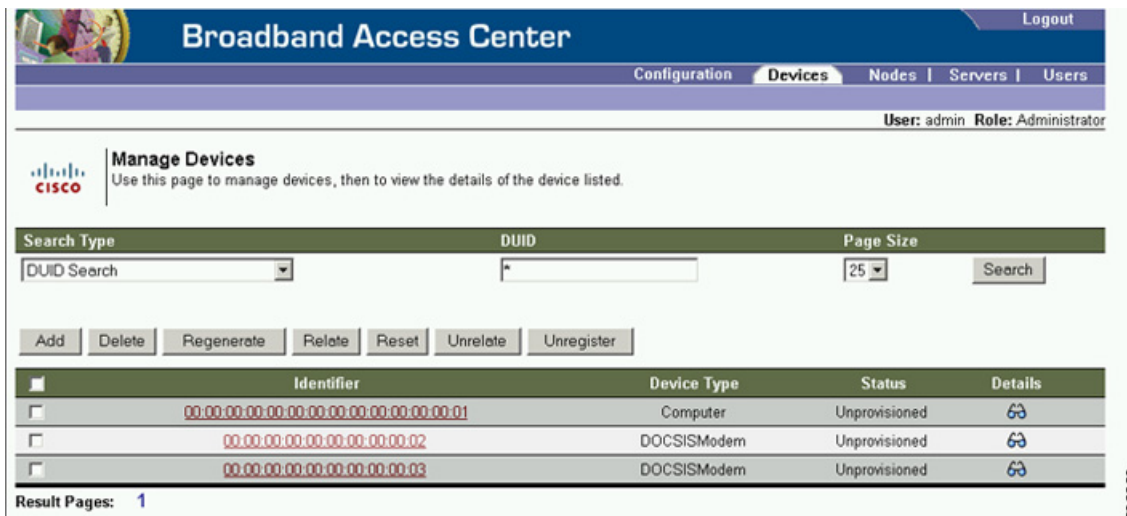 Broadband Access Center
Logout
Configuration Devices Nodes | Servers | Users
User: admin Role: Administrator
CISCO
Manage Devices
Use this page to manage devices, then to view the details of the device listed.
Search Type DUID Page Size
DUID Search * 25 Search
Add Delete Regenerate Relate Reset Unrelate Unregister
Identifier Device Type Status Details
00:00:00:00:00:00:00:00:00:00:00:00:00:01 Computer Unprovisioned
00:00:00:00:00:00:00:00:00:02 DOCSISModem Unprovisioned
00:00:00:00:00:00:00:00:00:03 DOCSISModem Unprovisioned
Result Pages: 1